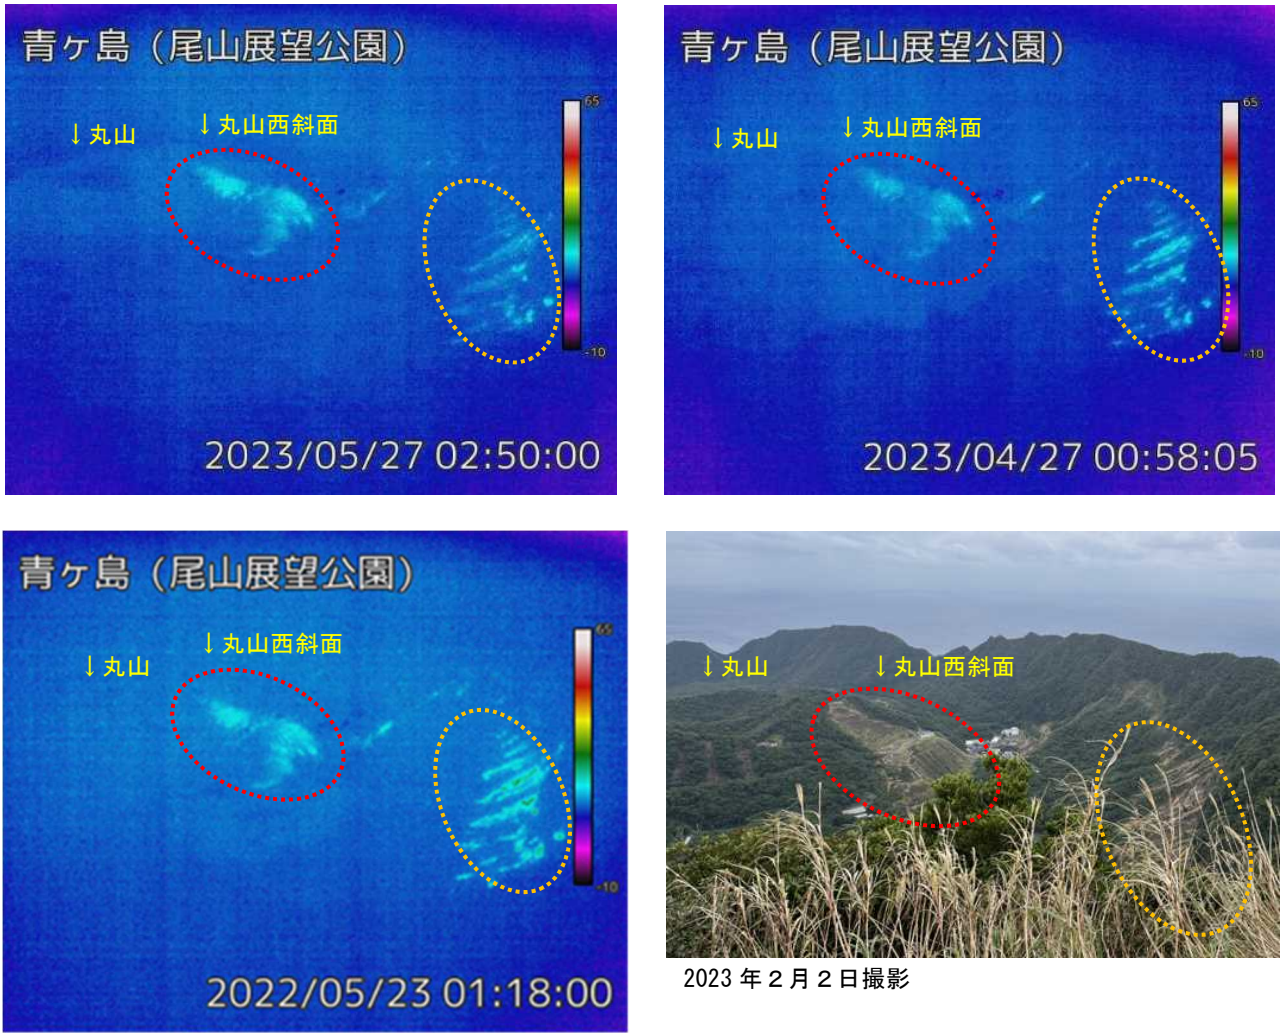 青ヶ島（尾山展望公園）
65
↓丸山
↓丸山西斜面
-10
2023/05/27 02:50:00
青ヶ島（尾山展望公園）
65
↓丸山
↓丸山西斜面
-10
2023/04/27 00:58:05
青ヶ島（尾山展望公園）
65
↓丸山西斜面
↓丸山
-10
2022/05/23 01:18:00
↓丸山
↓丸山西斜面
2023年２月２日撮影